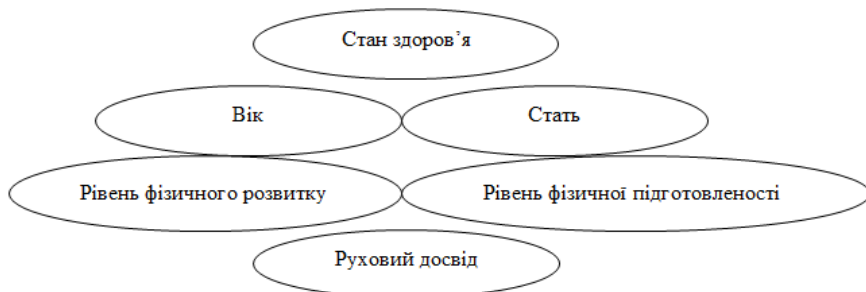 Стан здоров’я
Вік
Стать
Рівень фізичного розвитку
Рівень фізичної підготовленості
Руховий досвід